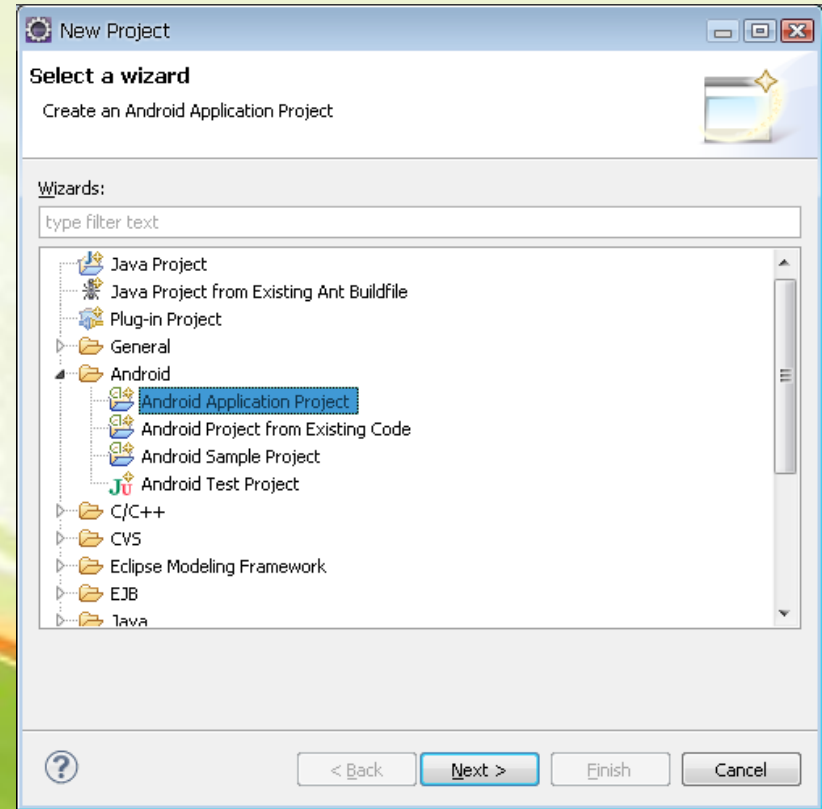 New Project
Select a wizard
Create an Android Application Project
Wizards:
type filter text
Java Project
Java Project from Existing Ant Buildfile
Plug-in Project
General
Android
Android Application Project
Android Project from Existing Code
Android Sample Project
Android Test Project
C/C++
CVS
Eclipse Modeling Framework
EJB
Java
< Back Next > Finish Cancel